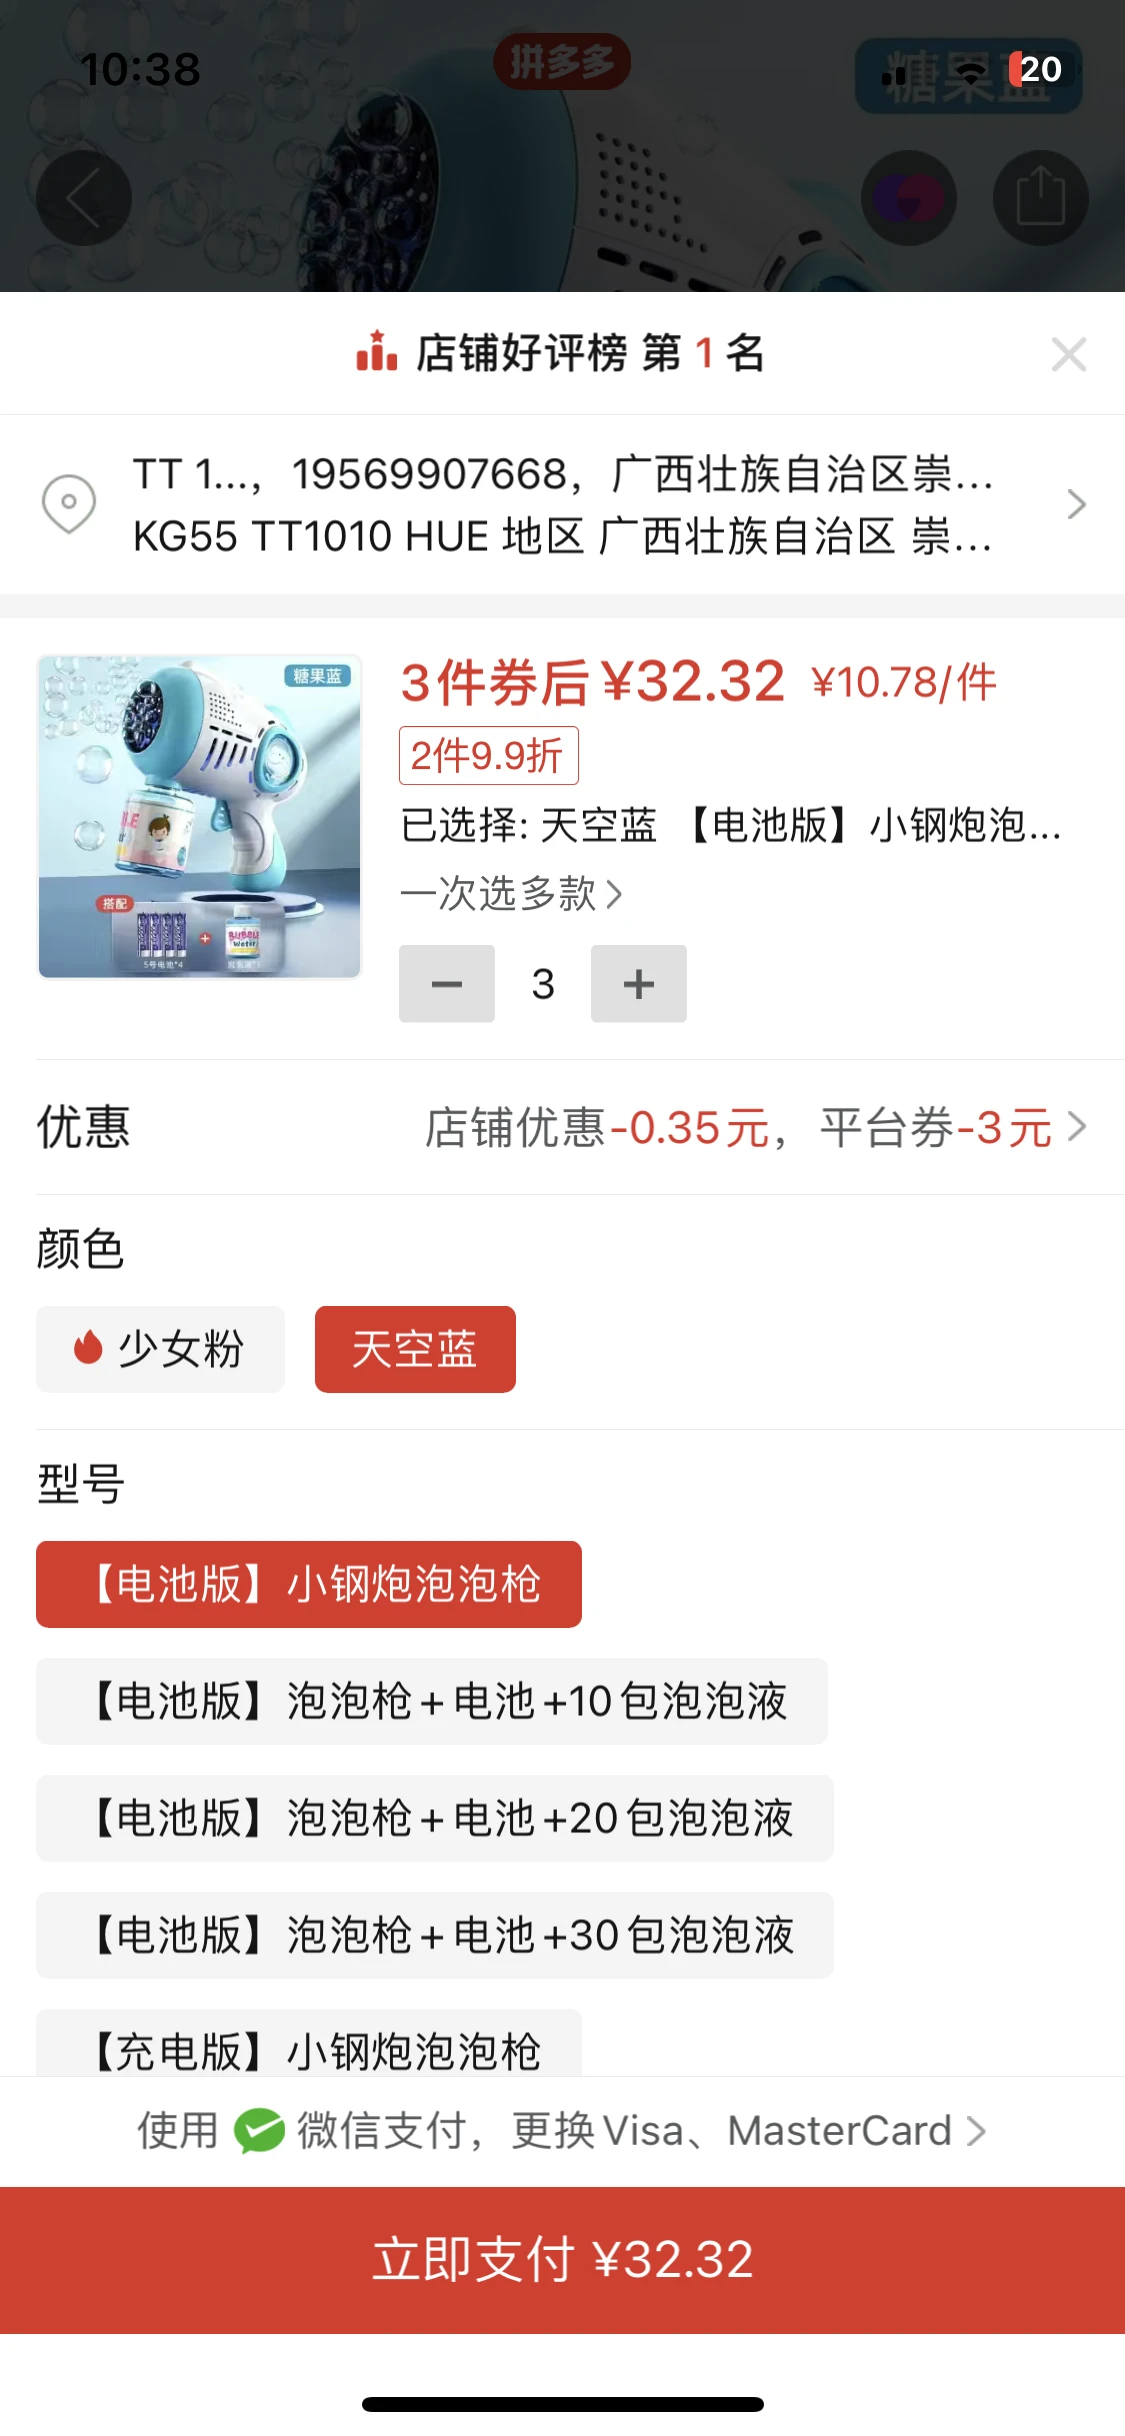 10:38
拼多多
糖果蓝
20
店铺好评榜 第 1 名
TT 1...，19569907668，广西壮族自治区崇...
KG55 TT1010 HUE 地区 广西壮族自治区 崇...
糖果蓝
搭配
5号电池*4
BUBBLE
Water
3件券后¥32.32 ¥10.78/件
2件9.9折
已选择: 天空蓝 【电池版】小钢炮泡...
一次选多款
3
优惠
店铺优惠-0.35元，平台券-3元
颜色
少女粉
天空蓝
型号
【电池版】小钢炮泡泡枪
【电池版】泡泡枪+电池+10包泡泡液
【电池版】泡泡枪+电池+20包泡泡液
【电池版】泡泡枪+电池+30包泡泡液
【充电版】小钢炮泡泡枪
使用 微信支付，更换Visa、MasterCard
立即支付 ¥32.32